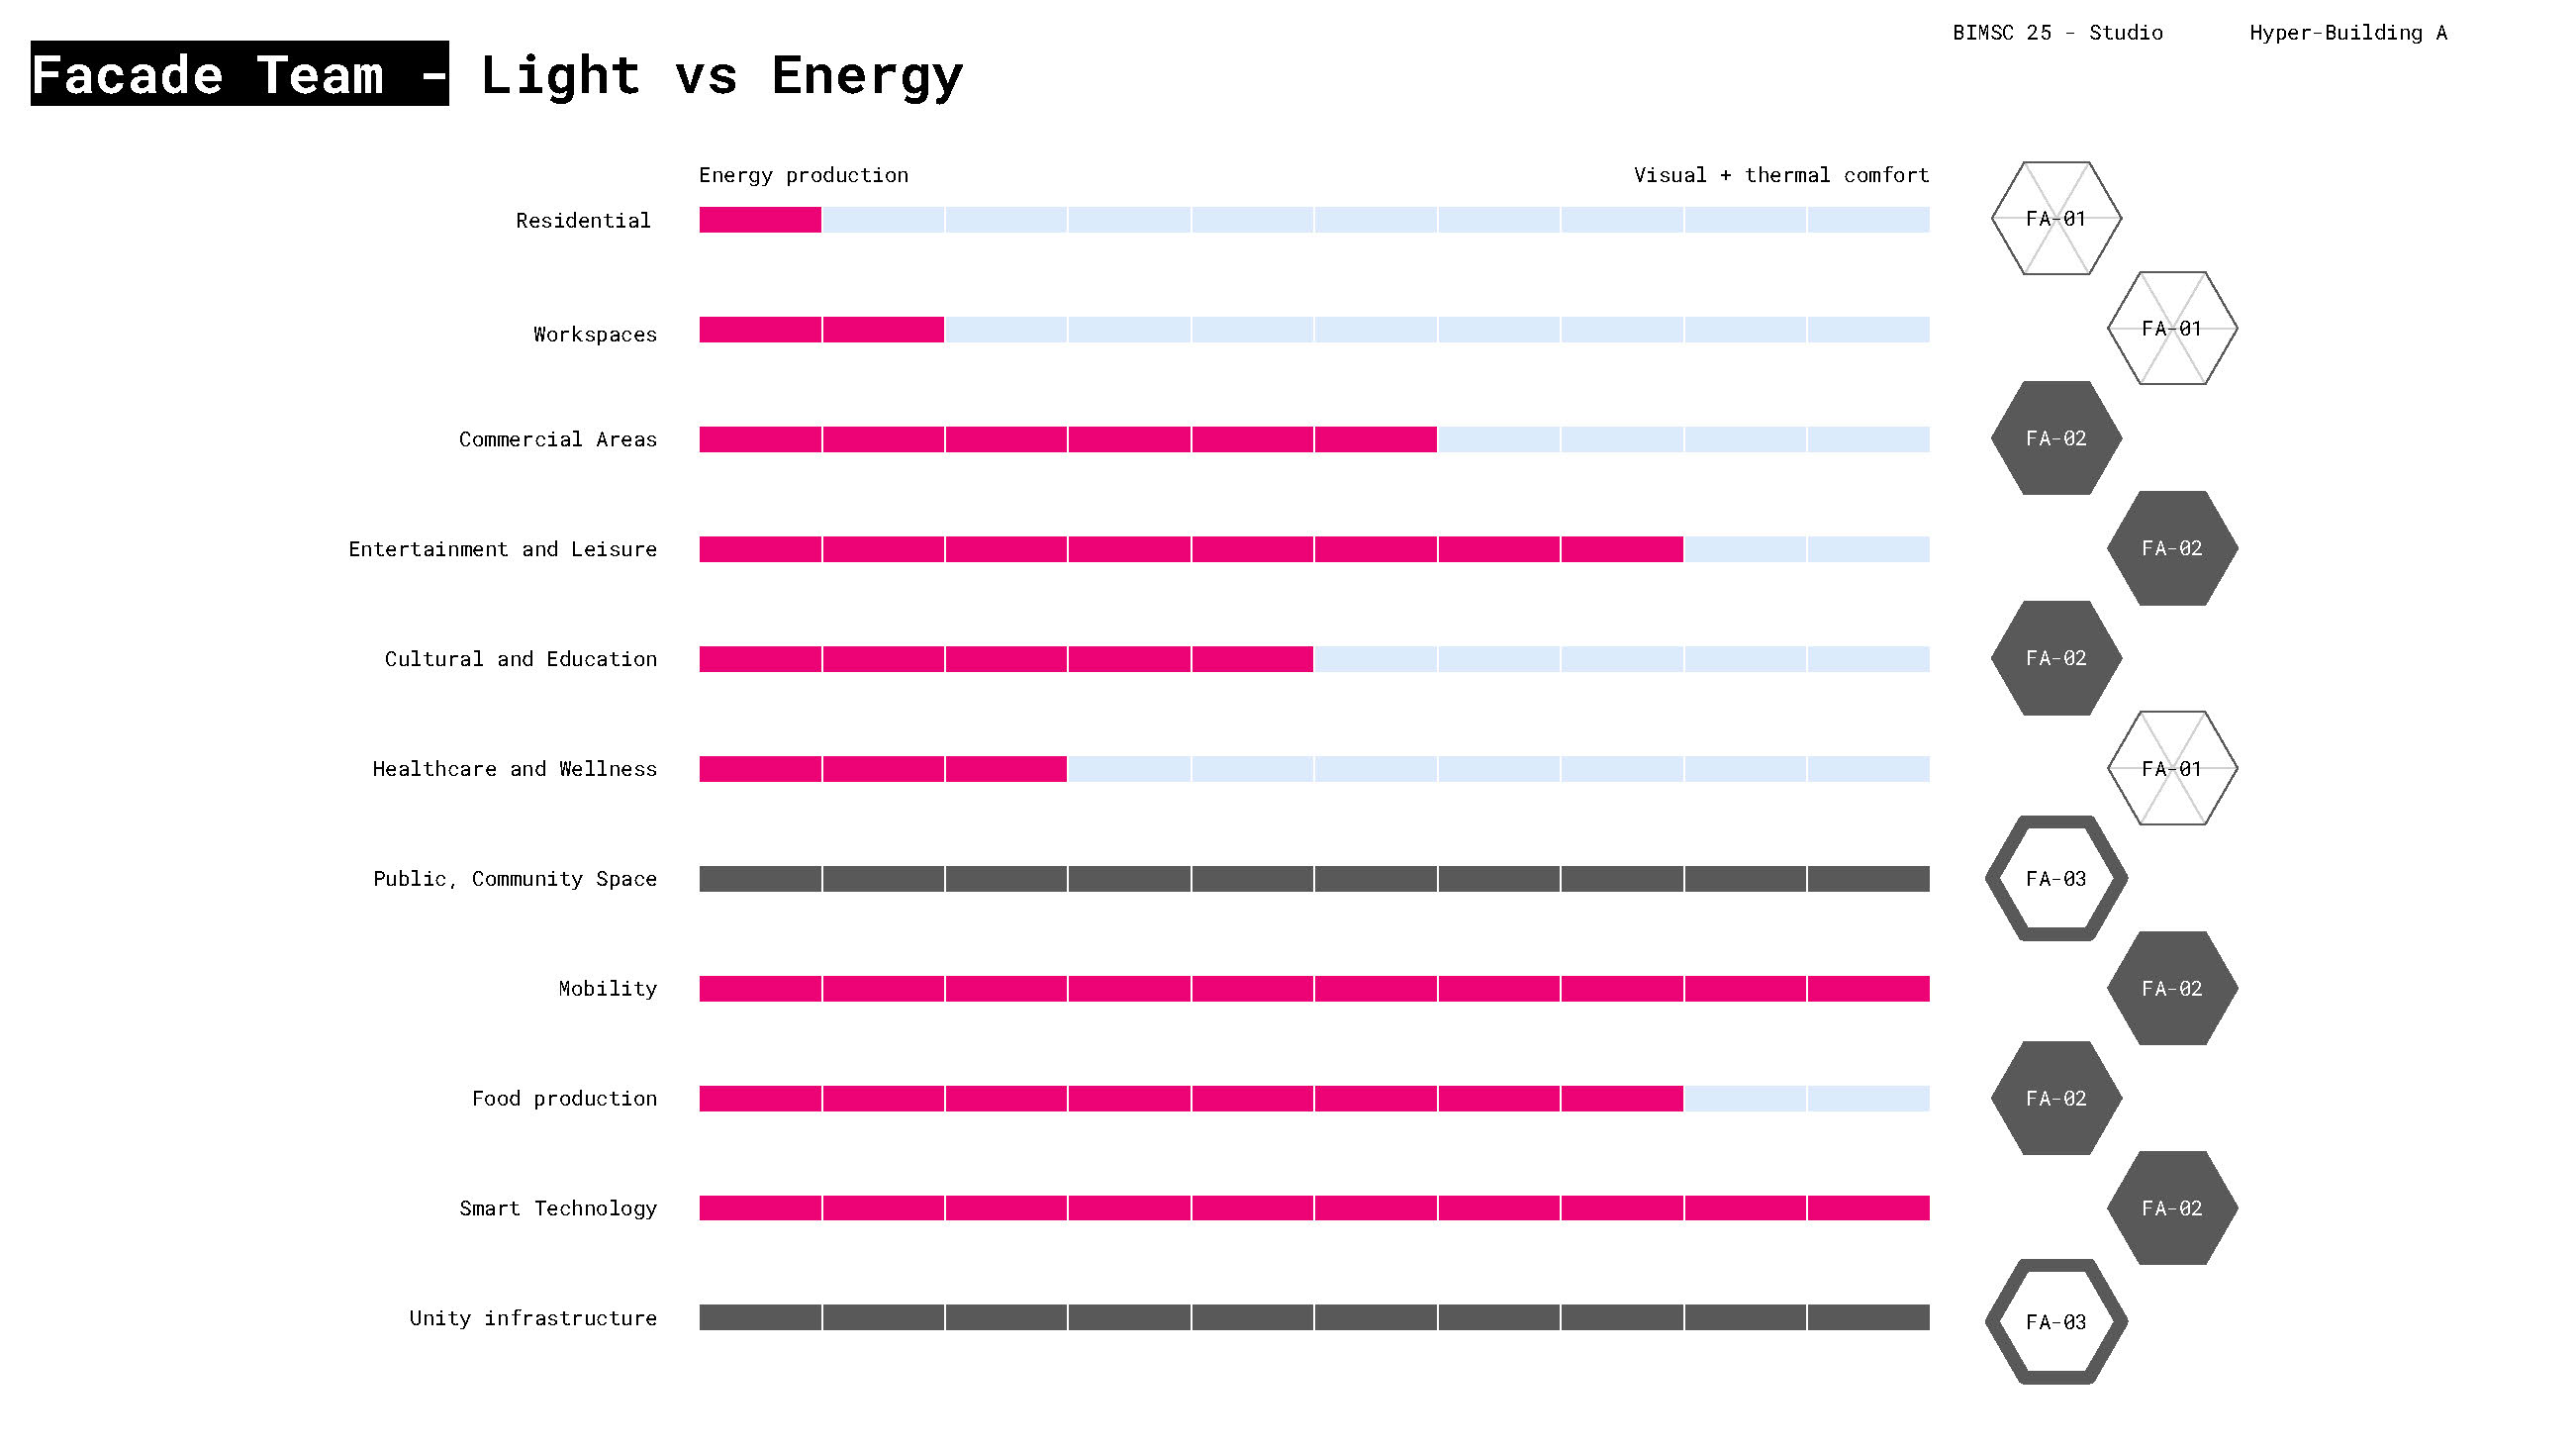 BIMSC 25 - Studio Hyper-Building A
Facade Team - Light vs Energy
Energy production Visual + thermal comfort
Residential FA-01
Workspaces FA-01
Commercial Areas FA-02
Entertainment and Leisure FA-02
Cultural and Education FA-02
Healthcare and Wellness FA-01
Public, Community Space FA-03
Mobility FA-02
Food production FA-02
Smart Technology FA-02
Unity infrastructure FA-03